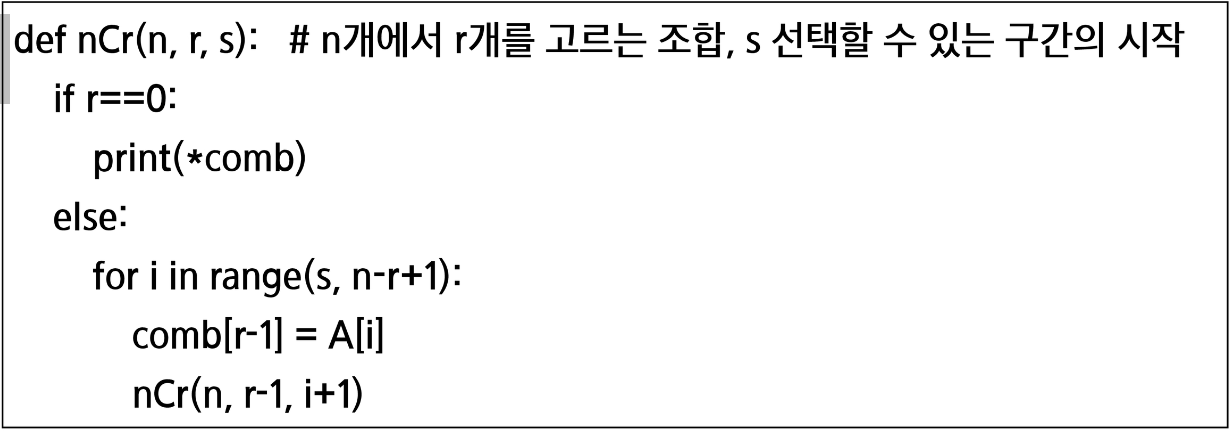 def nCr(n, r, s):   # n개에서 r개를 고르는 조합, s 선택할 수 있는 구간의 시작
    if r==0:
        print(*comb)
    else:
        for i in range(s, n-r+1):
            comb[r-1] = A[i]
            nCr(n, r-1, i+1)